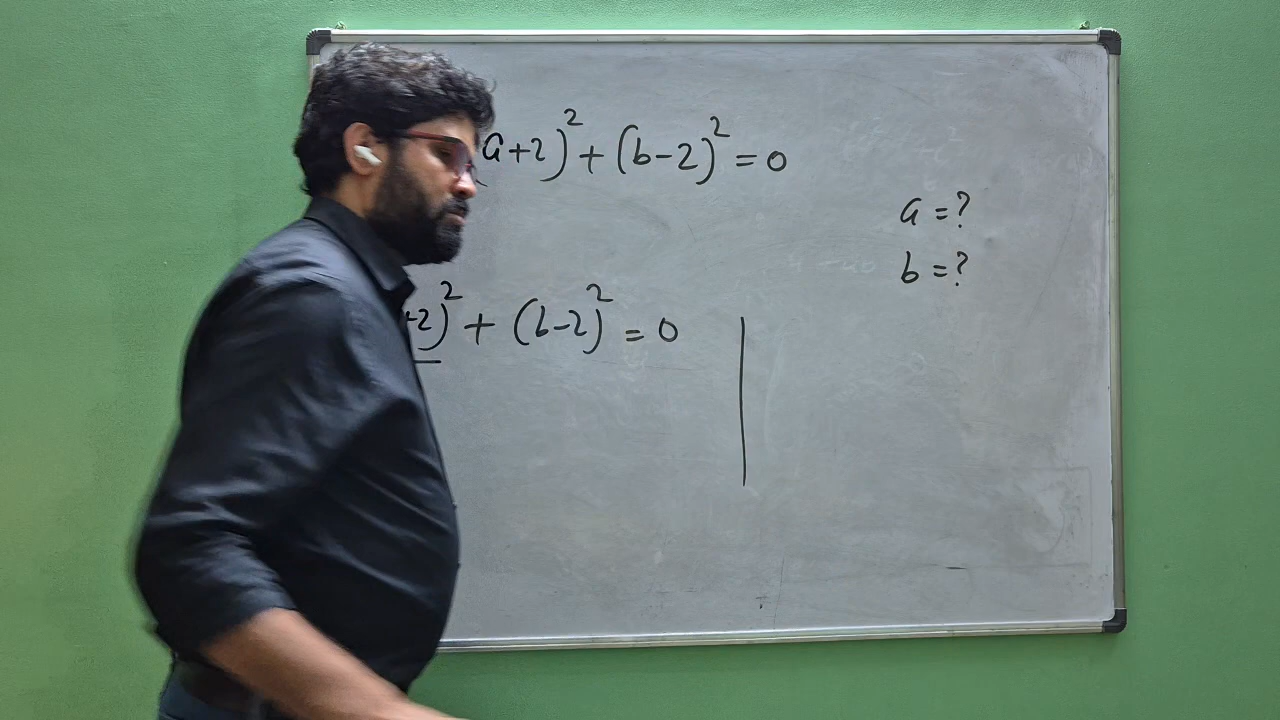 a+2)² + (b-2)² = 0
a = ?
b = ?
+2)² + (b-2)² = 0